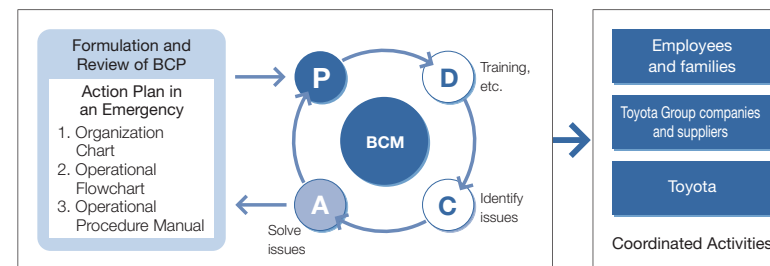 Formulation and
Review of BCP
Action Plan in
an Emergency
1. Organization
Chart
2. Operational
Flowchart
3. Operational
Procedure Manual
P
D
Training,
etc.
BCM
A
C
Identify
issues
Solve
issues
Employees
and families
Toyota Group companies
and suppliers
Toyota
Coordinated Activities